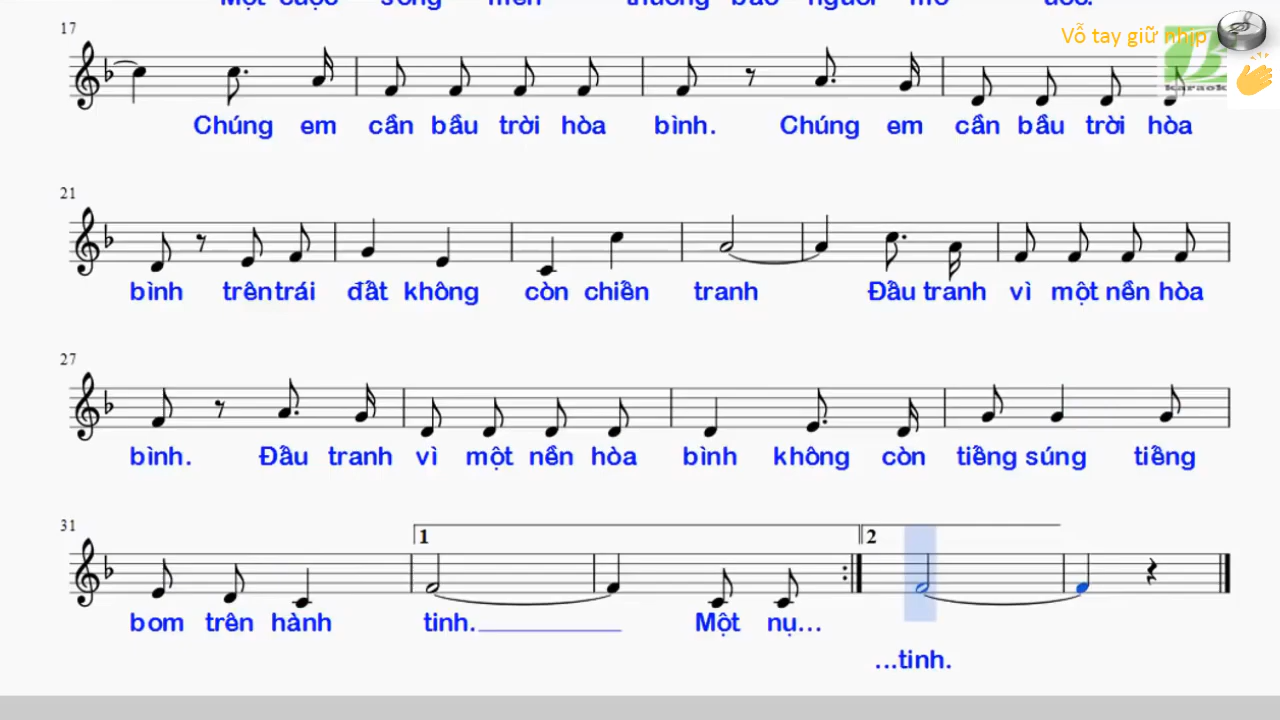 Vỗ tay giữ nhịp
karaoke
17
Chúng em cần bầu trời hòa bình. Chúng em cần bầu trời hòa
21
bình trên trái đất không còn chiến tranh Đấu tranh vì một nền hòa
27
bình. Đấu tranh vì một nền hòa bình không còn tiếng súng tiếng
31
1
2
bom trên hành tinh. Một nụ...
...tinh.